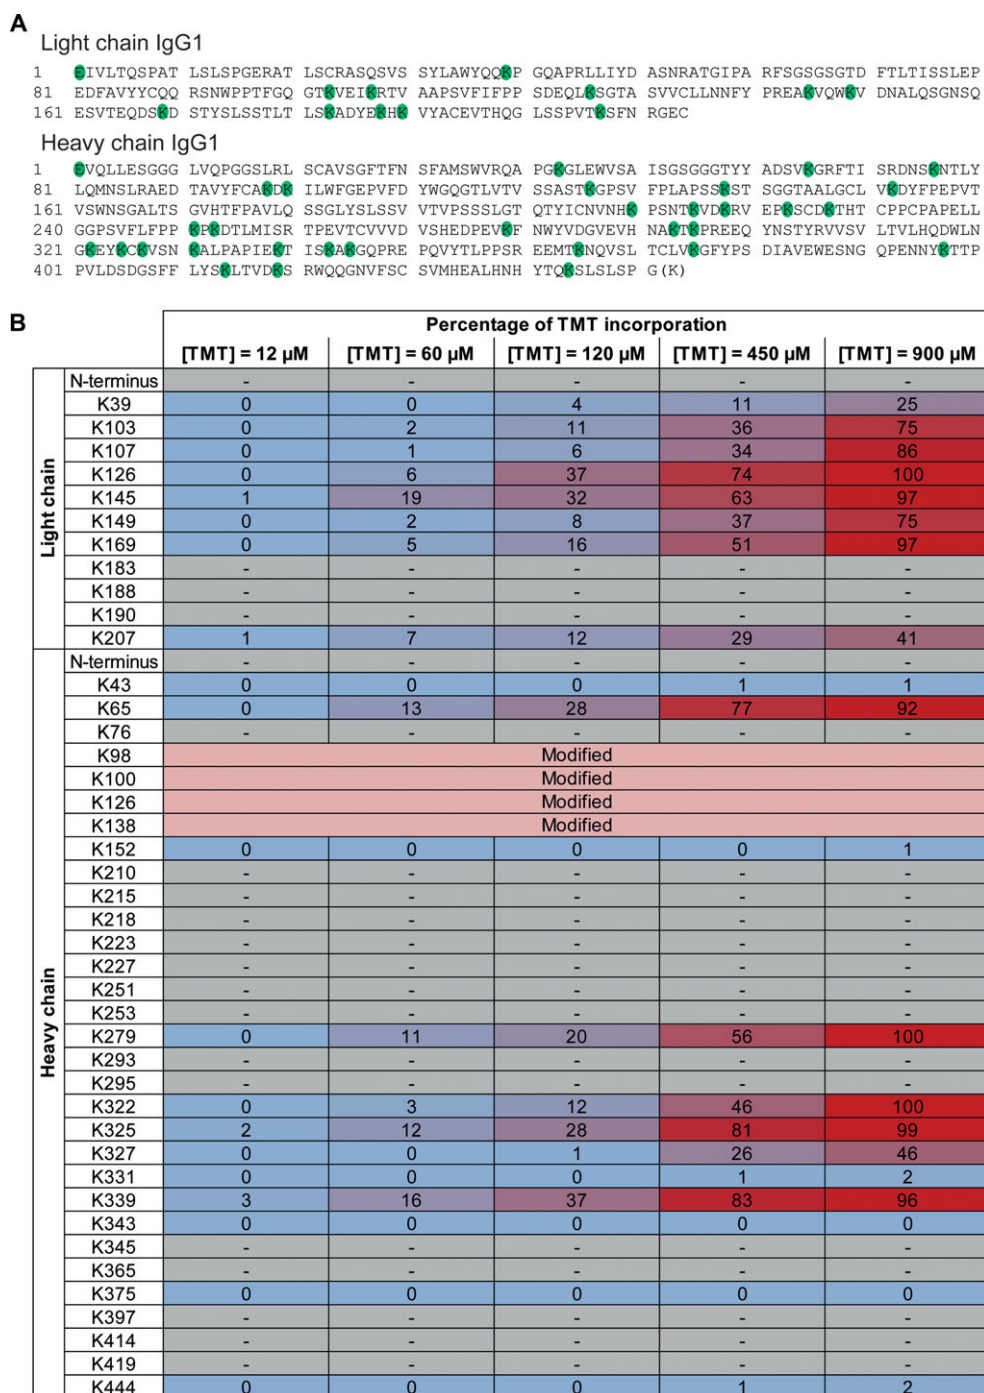 A
Light chain IgG1
1 EIVLTQSPAT LSLSPGERAT LSCRASQSVS SYLAWYQQKP GQAPRLLIYD ASNRATGIPA RFSGSGSGTD FTLTISSLEP
81 EDFAVYYCQQ RSNWPPTFGQ GTKVEIKRTV AAPSVFIFPP SDEQLKSGTA SVVCLLNNFY PREAKVQWKV DNALQSGNSQ
161 ESVTEQDSKD STYSLSSTLT LSKADYEKHK VYACEVTHQG LSSPVTKSFN RGEC
Heavy chain IgG1
1 EVQLLESGGG LVQPGGSLRL SCAVSGFTFN SFAMSWVRQA PGKGLEWVSA ISGSGGGTYY ADSVKGRFTI SRDNSKNTLY
81 LQMNSLRAED TAVYFCAKDK ILWFGEPVFD YWGQGTLVTV SSASTKGPSV FPLAPSSKST SGGTAALGCL VKDYFPEPVT
161 VSWNSGALTS GVHTFPAVLQ SSGLYSLSSV VTVPSSSLGT QTYICNVNHK PSNTKVDKRV EPKSCDKTHT CPPCPAPELL
240 GGPSVFLFPP KPKDTLMISR TPEVTCVVVD VSHEDPEVKF NWYVDGVEVH NAKTKPREEQ YNSTYRVVSV LTVLHQDWLN
321 GKEYKCKVSN KALPAPIEKT ISKAKGQPRE PQVYTLPPSR EEMTKNQVSL TCLVKGFYPS DIAVEWESNG QPENNYKTTP
401 PVLDSDGSFF LYSKLTVDKS RWQQGNVFSC SVMHEALHNH YTQKSLSLSP G(K)
B
Percentage of TMT incorporation
[TMT] = 12 µM [TMT] = 60 µM [TMT] = 120 µM [TMT] = 450 µM [TMT] = 900 µM
Light chain
N-terminus - - - - -
K39 0 0 4 11 25
K103 0 2 11 36 75
K107 0 1 6 34 86
K126 0 6 37 74 100
K145 1 19 32 63 97
K149 0 2 8 37 75
K169 0 5 16 51 97
K183 - - - - -
K188 - - - - -
K190 - - - - -
K207 1 7 12 29 41
Heavy chain
N-terminus - - - - -
K43 0 0 0 1 1
K65 0 13 28 77 92
K76 - - - - -
K98 Modified
K100 Modified
K126 Modified
K138 Modified
K152 0 0 0 0 1
K210 - - - - -
K215 - - - - -
K218 - - - - -
K223 - - - - -
K227 - - - - -
K251 - - - - -
K253 - - - - -
K279 0 11 20 56 100
K293 - - - - -
K295 - - - - -
K322 0 3 12 46 100
K325 2 12 28 81 99
K327 0 0 1 26 46
K331 0 0 0 1 2
K339 3 16 37 83 96
K343 0 0 0 0 0
K345 - - - - -
K365 - - - - -
K375 0 0 0 0 0
K397 - - - - -
K414 - - - - -
K419 - - - - -
K444 0 0 0 1 2